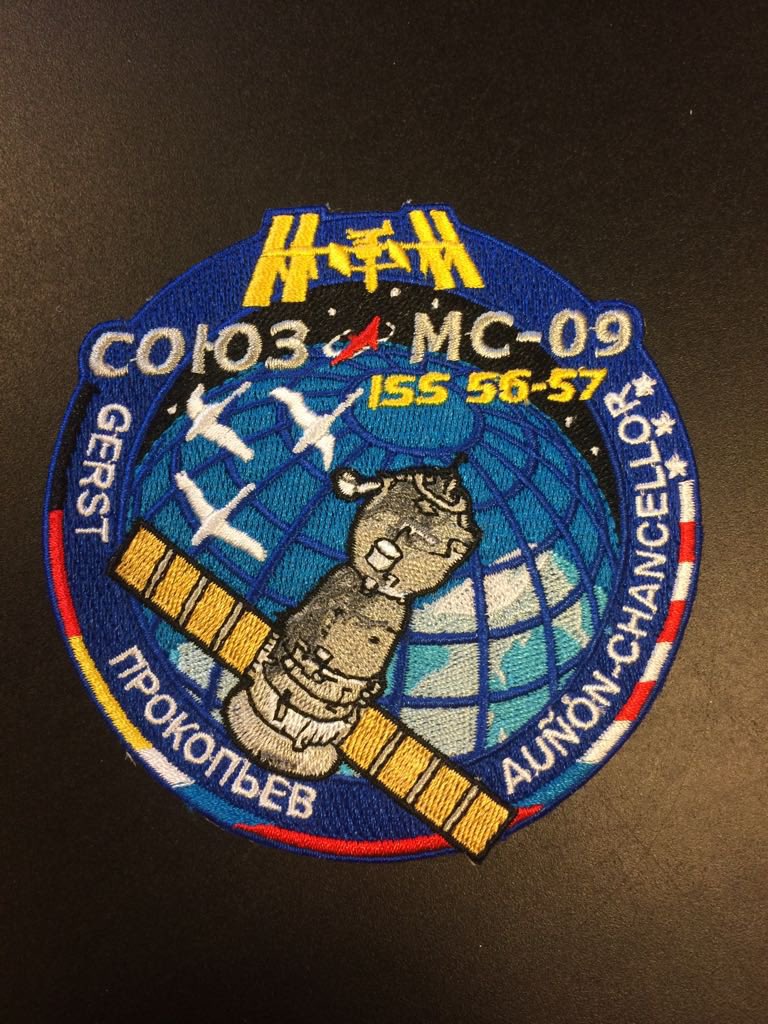 СОЮЗ МС-09
ISS 56-57
GERST
ПРОКОПЬЕВ
AUÑÓN-CHANCELLOR